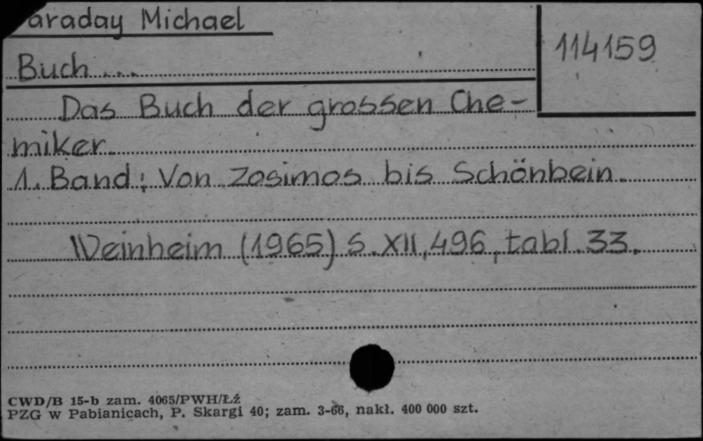 Faraday Michael
114159
Buch ...
Das Buch der grossen Che-
miker.
1. Band: Von Zosimos bis Schönbein.
Weinheim (1965) S. XII, 496, tabl. 33.
CWD/B 15-b zam. 4065/PWH/Łź
PZG w Pabianicach, P. Skargi 40; zam. 3-66, nakł. 400 000 szt.